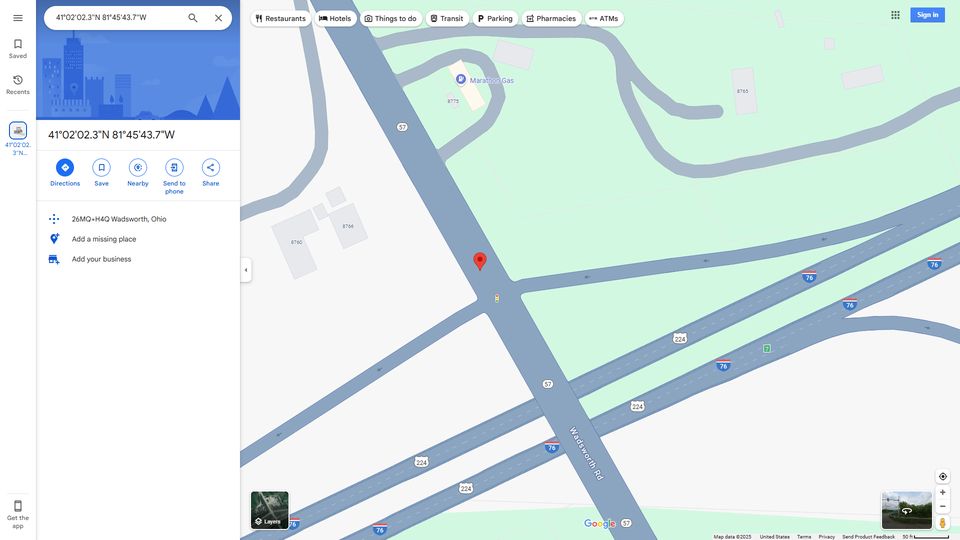 41°02'02.3"N 81°45'43.7"W
Restaurants
Hotels
Things to do
Transit
Parking
Pharmacies
ATMs
Sign in
Saved
Recents
41°02'02.
3"N...
41°02'02.3"N 81°45'43.7"W
Directions
Save
Nearby
Send to
phone
Share
26MQ+H4Q Wadsworth, Ohio
Add a missing place
Add your business
Get the
app
Marathon Gas
8775
8765
57
8760
8766
76
76
76
224
76
7
57
224
76
224
224
76
76
Wadsworth Rd
57
Layers
Google
Map data ©2025
United States
Terms
Privacy
Send Product Feedback
50 ft